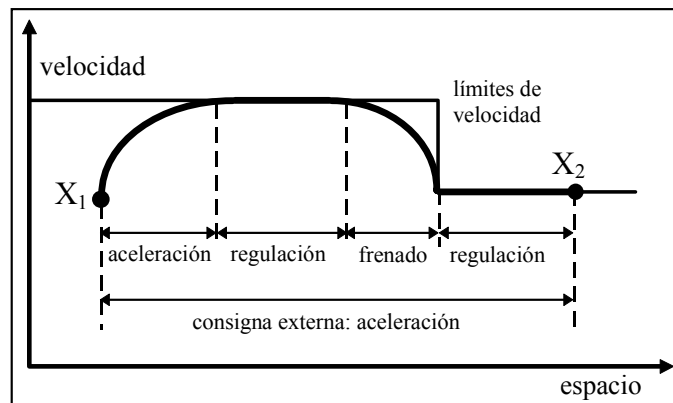 velocidad
límites de
velocidad
X₁
X₂
aceleración
regulación
frenado
regulación
consigna externa: aceleración
espacio